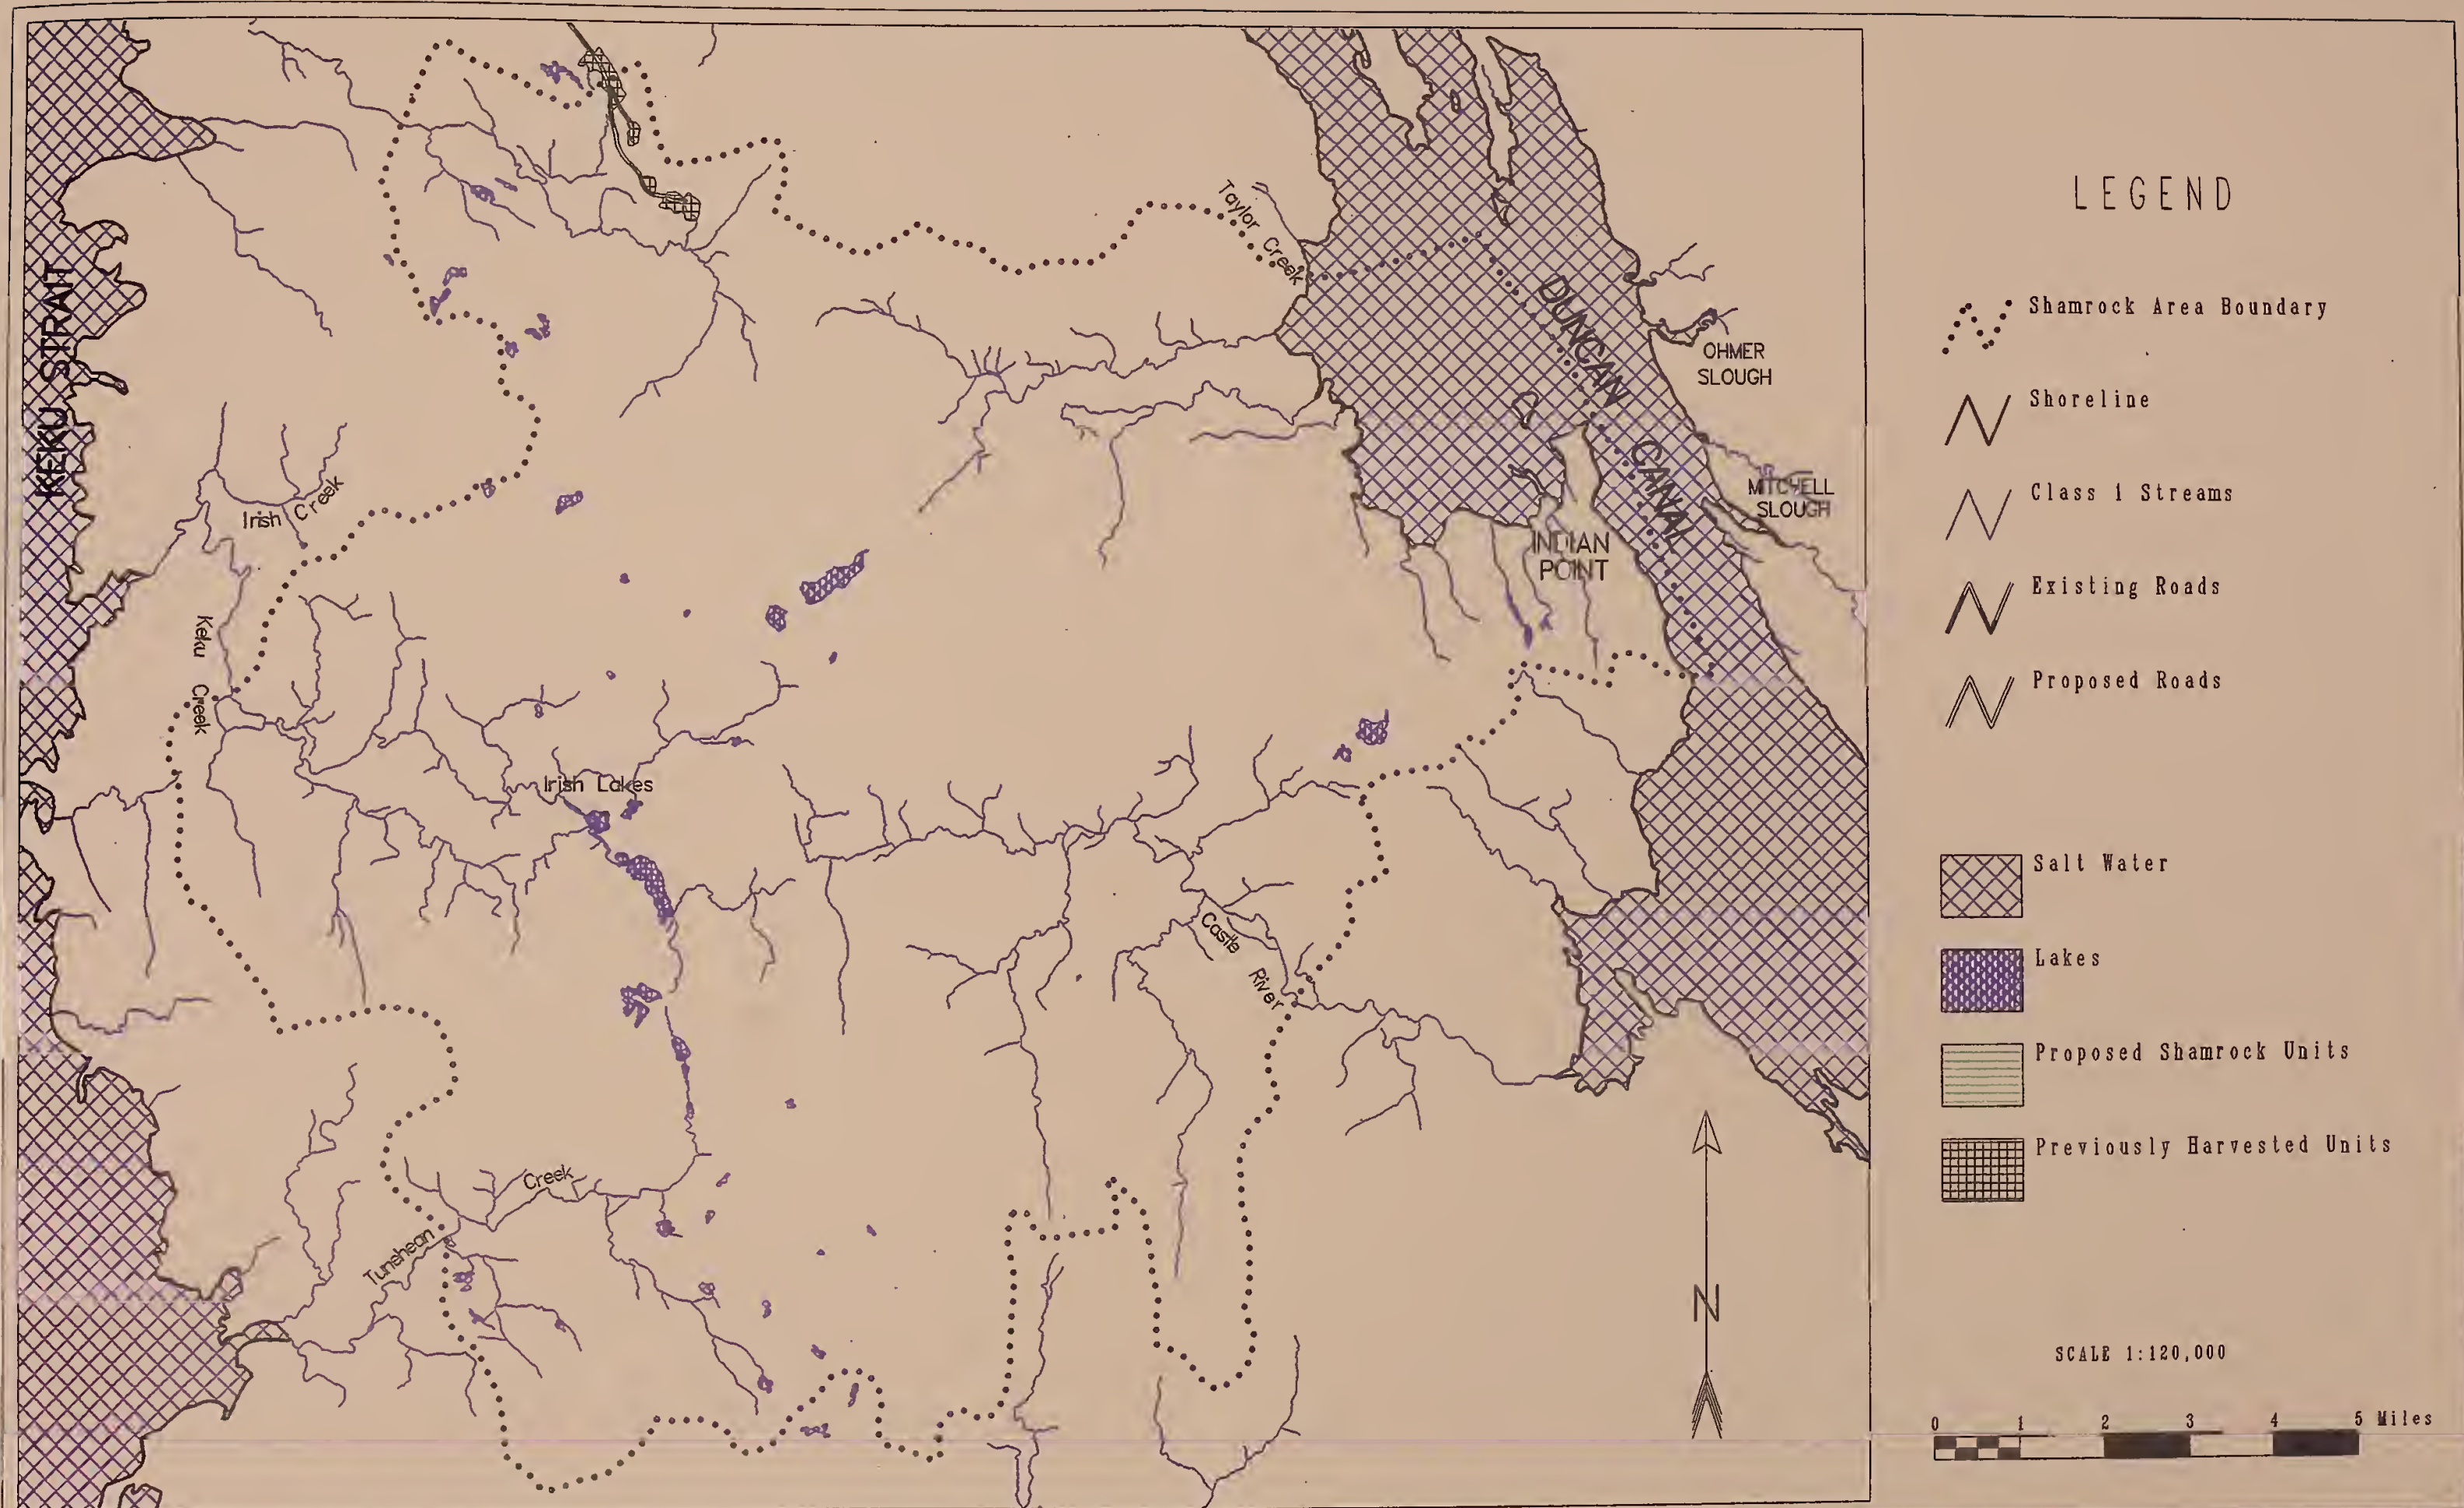 KEKU STRAIT
Taylor Creek
DUNCAN CANAL
OHMER
SLOUGH
MITCHELL
SLOUGH
INDIAN
POINT
Irish Creek
Keku Creek
Irish Lakes
Castle River
Creek
Tunehean
N
LEGEND
Shamrock Area Boundary
Shoreline
Class 1 Streams
Existing Roads
Proposed Roads
Salt Water
Lakes
Proposed Shamrock Units
Previously Harvested Units
SCALE 1:120,000
0 1 2 3 4 5 Miles